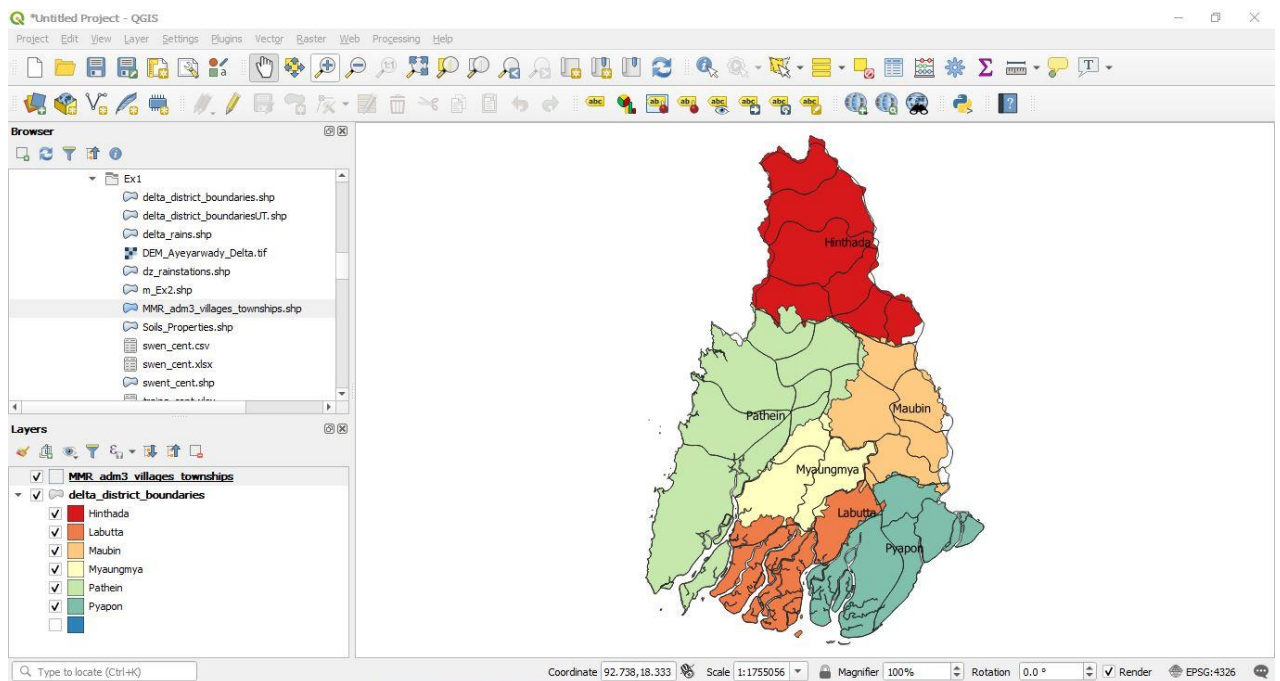 *Untitled Project - QGIS
Project Edit View Layer Settings Plugins Vector Raster Web Processing Help
Browser
Ex1
delta_district_boundaries.shp
delta_district_boundariesUT.shp
delta_rains.shp
DEM_Ayeyarwady_Delta.tif
dz_rainstations.shp
m_Ex2.shp
MMR_adm3_villages_townships.shp
Soils_Properties.shp
swen_cent.csv
swen_cent.xlsx
swent_cent.shp
Layers
MMR_adm3_villages_townships
delta_district_boundaries
Hinthada
Labutta
Maubin
Myaungmya
Pathein
Pyapon
Hinthada
Maubin
Pathein
Myaungmya
Labutta
Pyapon
Type to locate (Ctrl+K) Coordinate 92.738,18.333 Scale 1:1755056 Magnifier 100% Rotation 0.0 ° Render EPSG:4326